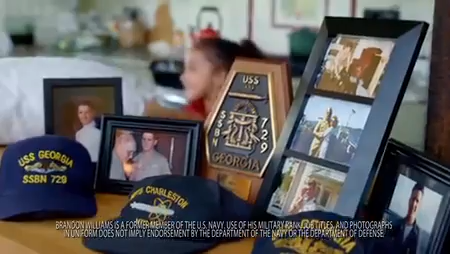 USS
SSBN
729
GEORGIA
USS GEORGIA
SSBN 729
USS CHARLESTON
BRANDON WILLIAMS IS A FORMER MEMBER OF THE U.S. NAVY. USE OF HIS MILITARY RANK, JOB TITLES, AND PHOTOGRAPHS
IN UNIFORM DOES NOT IMPLY ENDORSEMENT BY THE DEPARTMENT OF THE NAVY OR THE DEPARTMENT OF DEFENSE.